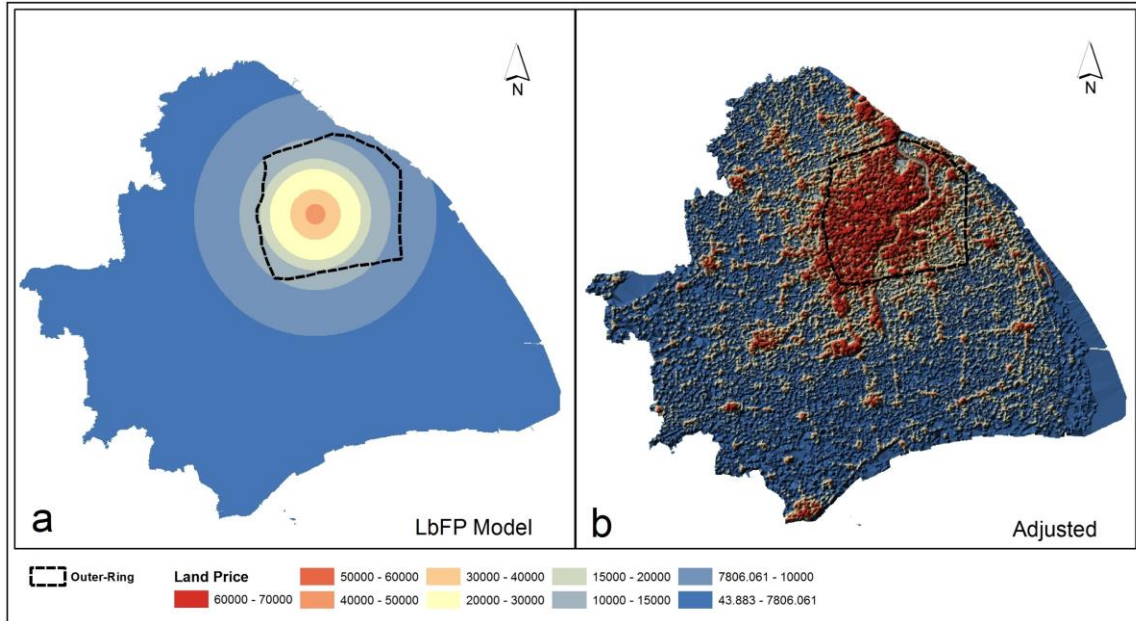 N
N
a
LbFP Model
b
Adjusted
Outer-Ring
Land Price
60000 - 70000
50000 - 60000
40000 - 50000
30000 - 40000
20000 - 30000
15000 - 20000
10000 - 15000
7806.061 - 10000
43.883 - 7806.061